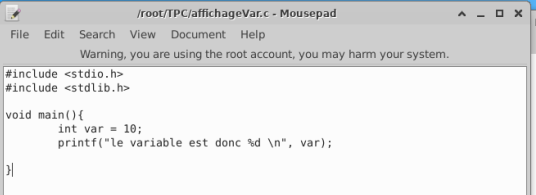 /root/TPC/affichageVar.c - Mousepad
File Edit Search View Document Help
Warning, you are using the root account, you may harm your system.
#include <stdio.h>
#include <stdlib.h>
void main(){
int var = 10;
printf("le variable est donc %d \n", var);
}